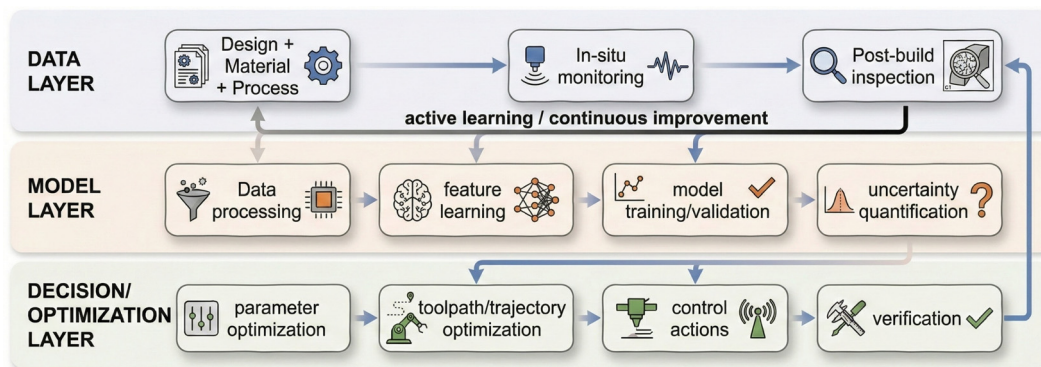 DATA
LAYER
Design +
Material
+ Process
In-situ
monitoring
Post-build
inspection
CT
active learning / continuous improvement
MODEL
LAYER
Data
processing
feature
learning
model
training/validation
uncertainty
quantification
?
DECISION/
OPTIMIZATION
LAYER
parameter
optimization
toolpath/trajectory
optimization
control
actions
verification